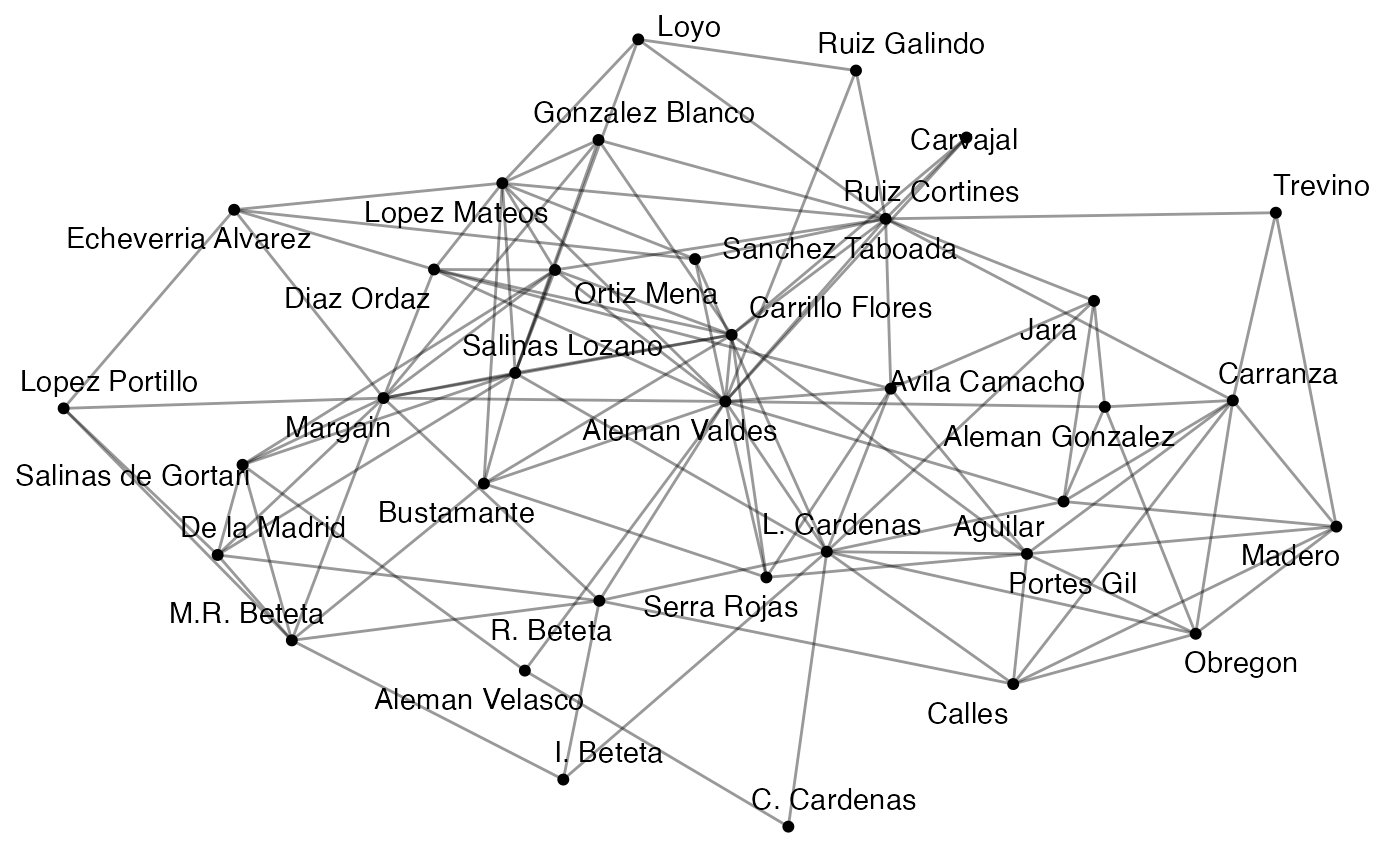 Loyo
Ruiz Galindo
Gonzalez Blanco
Carvajal
Trevino
Ruiz Cortines
Lopez Mateos
Echeverria Alvarez
Sanchez Taboada
Diaz Ordaz
Ortiz Mena
Carrillo Flores
Jara
Salinas Lozano
Lopez Portillo
Avila Camacho
Carranza
Margain
Aleman Valdes
Aleman Gonzalez
Salinas de Gortari
Bustamante
De la Madrid
L. Cardenas
Aguilar
Madero
Portes Gil
M.R. Beteta
Serra Rojas
R. Beteta
Obregon
Aleman Velasco
Calles
I. Beteta
C. Cardenas